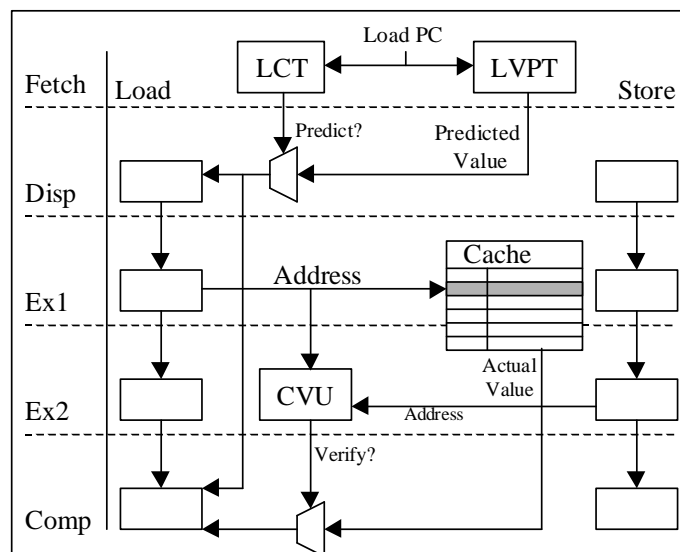 Load PC
LCT
LVPT
Fetch
Load
Store
Predict?
Predicted
Value
Disp
Cache
Address
Ex1
Actual
Value
CVU
Ex2
Address
Verify?
Comp